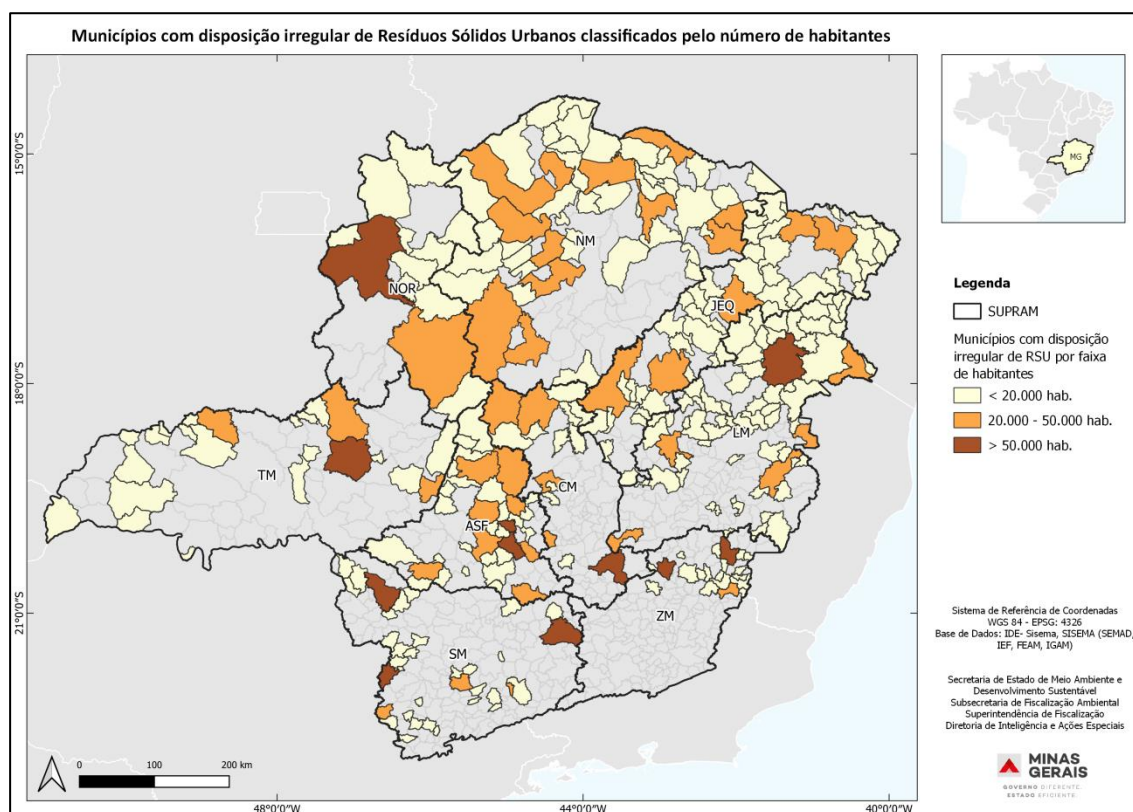 Municípios com disposição irregular de Resíduos Sólidos Urbanos classificados pelo número de habitantes
15°0'0"S
18°0'0"S
21°0'0"S
NM
NOR
JEQ
LM
TM
CM
ASF
ZM
SM
0 100 200 km
48°0'0"W
44°0'0"W
40°0'0"W
MG
Legenda
SUPRAM
Municípios com disposição
irregular de RSU por faixa
de habitantes
< 20.000 hab.
20.000 - 50.000 hab.
> 50.000 hab.
Sistema de Referência de Coordenadas
WGS 84 - EPSG: 4326
Base de Dados: IDE- Sisema, SISEMA (SEMAD,
IEF, FEAM, IGAM)
Secretaria de Estado de Meio Ambiente e
Desenvolvimento Sustentável
Subsecretaria de Fiscalização Ambiental
Superintendência de Fiscalização
Diretoria de Inteligência e Ações Especiais
MINAS
GERAIS
GOVERNO DIFERENTE.
ESTADO EFICIENTE.